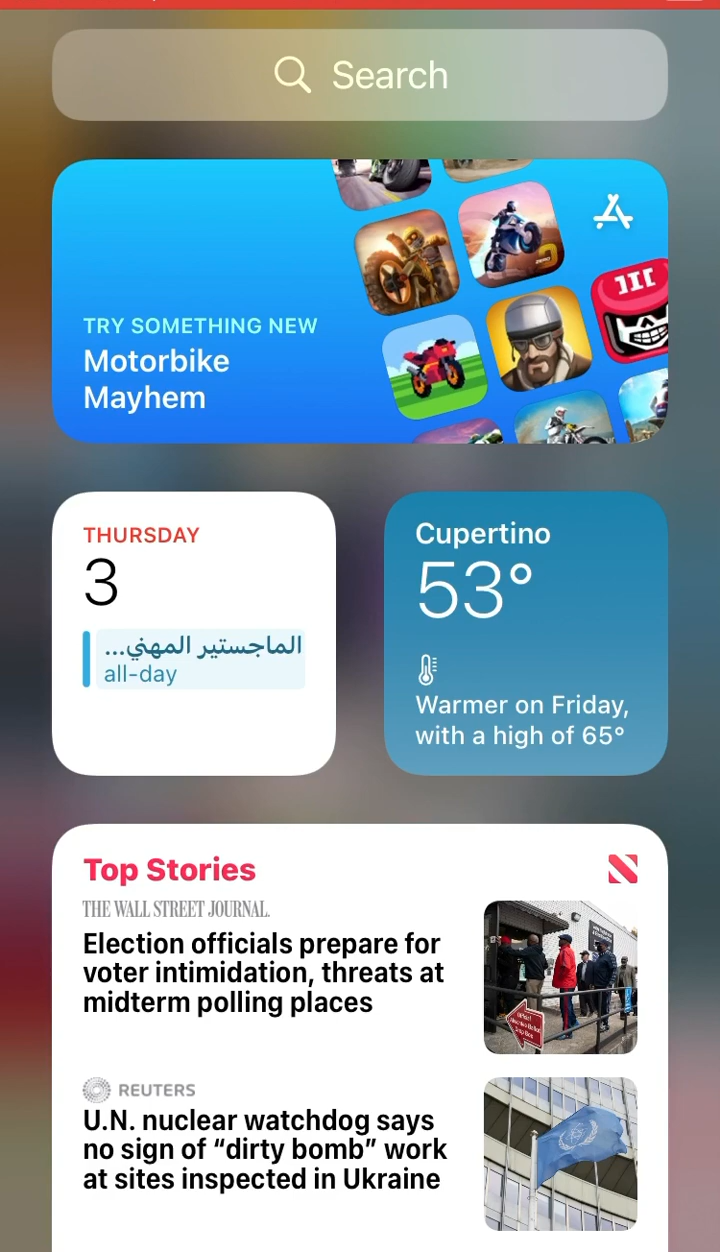 Search
TRY SOMETHING NEW
Motorbike
Mayhem
THURSDAY
3
الماجستير المهني...
all-day
Cupertino
53°
Warmer on Friday,
with a high of 65°
Top Stories
THE WALL STREET JOURNAL.
Election officials prepare for
voter intimidation, threats at
midterm polling places
REUTERS
U.N. nuclear watchdog says
no sign of “dirty bomb” work
at sites inspected in Ukraine